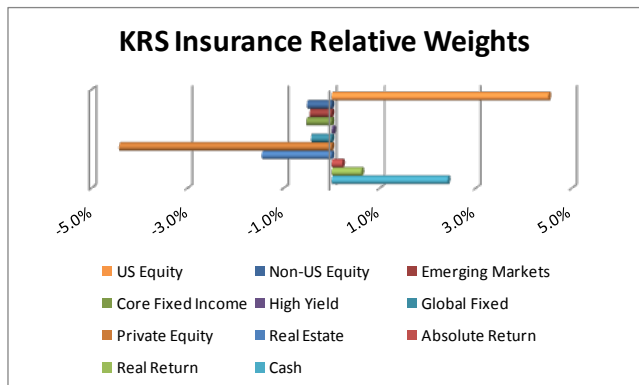 KRS Insurance Relative Weights
-5.0% -3.0% -1.0% 1.0% 3.0% 5.0%
US Equity Non-US Equity Emerging Markets
Core Fixed Income High Yield Global Fixed
Private Equity Real Estate Absolute Return
Real Return Cash